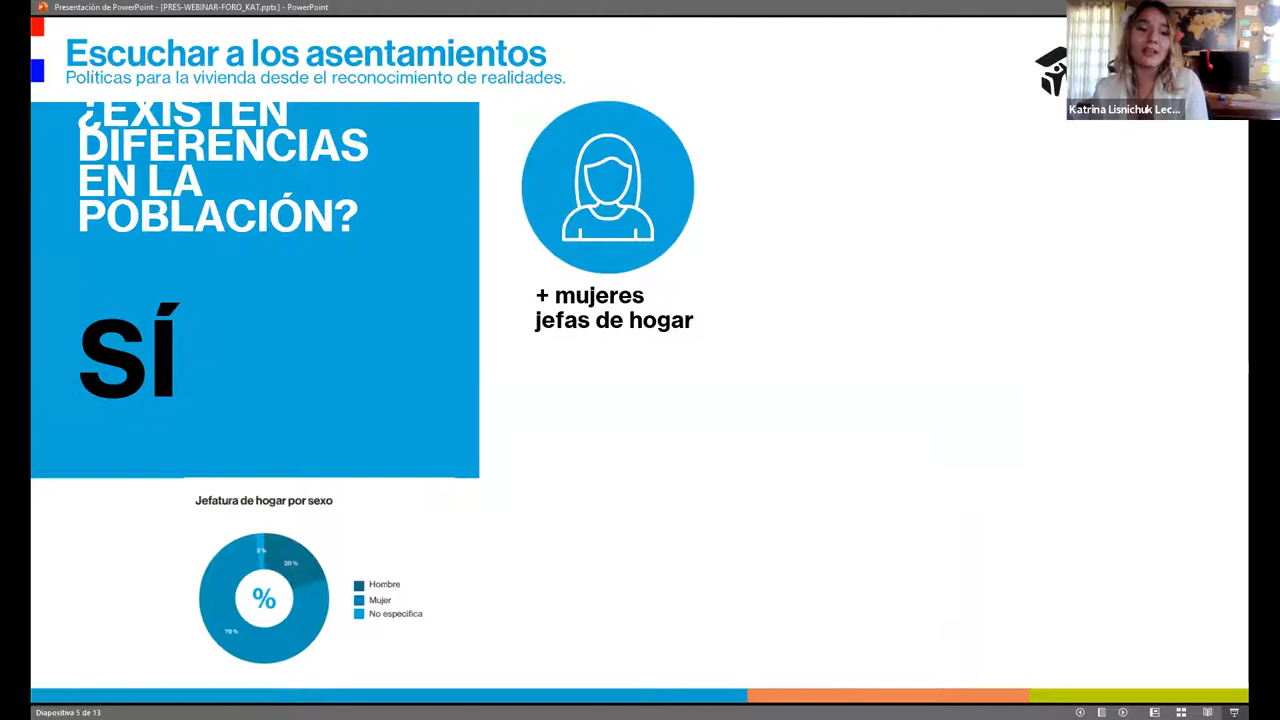 Presentación de PowerPoint - [PRES-WEBINAR-FORO_KAT.pptx] - PowerPoint
Escuchar a los asentamientos
Políticas para la vivienda desde el reconocimiento de realidades.
Katrina Lisnichuk Lec...
¿EXISTEN
DIFERENCIAS
EN LA
POBLACIÓN?
SÍ
+ mujeres
jefas de hogar
Jefatura de hogar por sexo
2 %
20 %
%
78 %
Hombre
Mujer
No especifica
Diapositiva 5 de 13